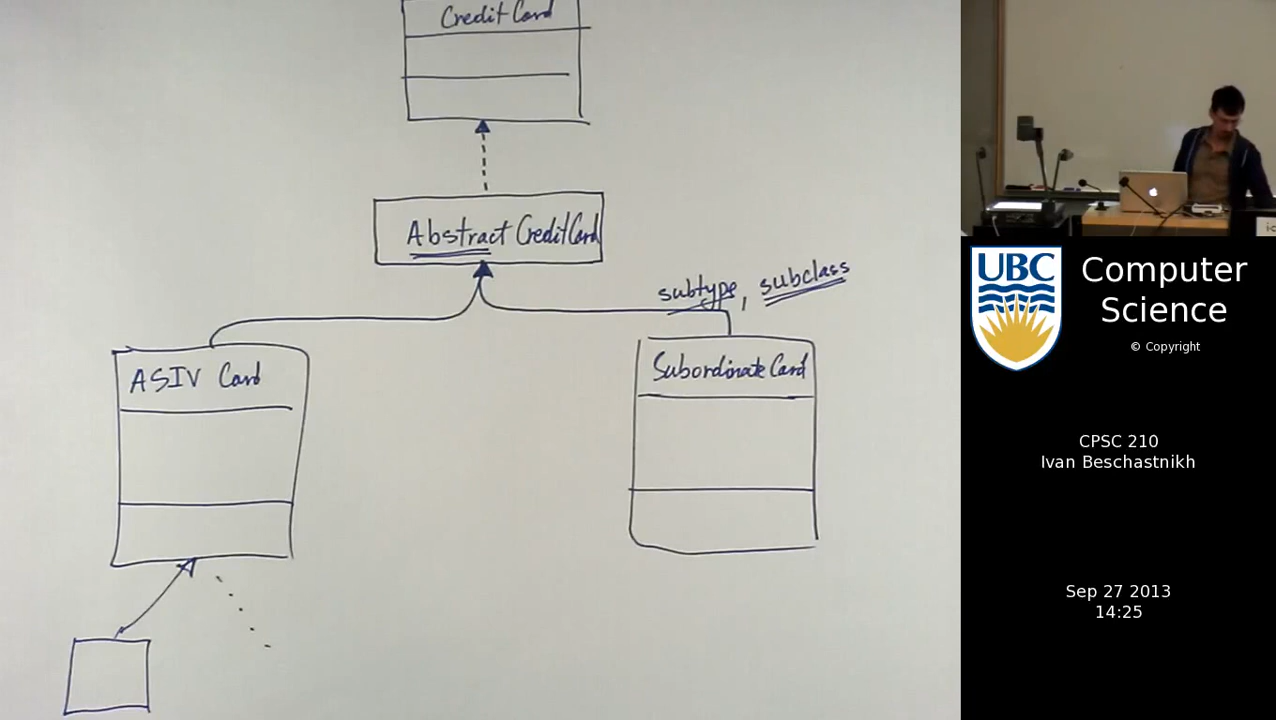 Credit Card
Abstract CreditCard
subtype, subclass
ASIV Card
Subordinate Card
UBC
Computer
Science
© Copyright
CPSC 210
Ivan Beschastnikh
Sep 27 2013
14:25